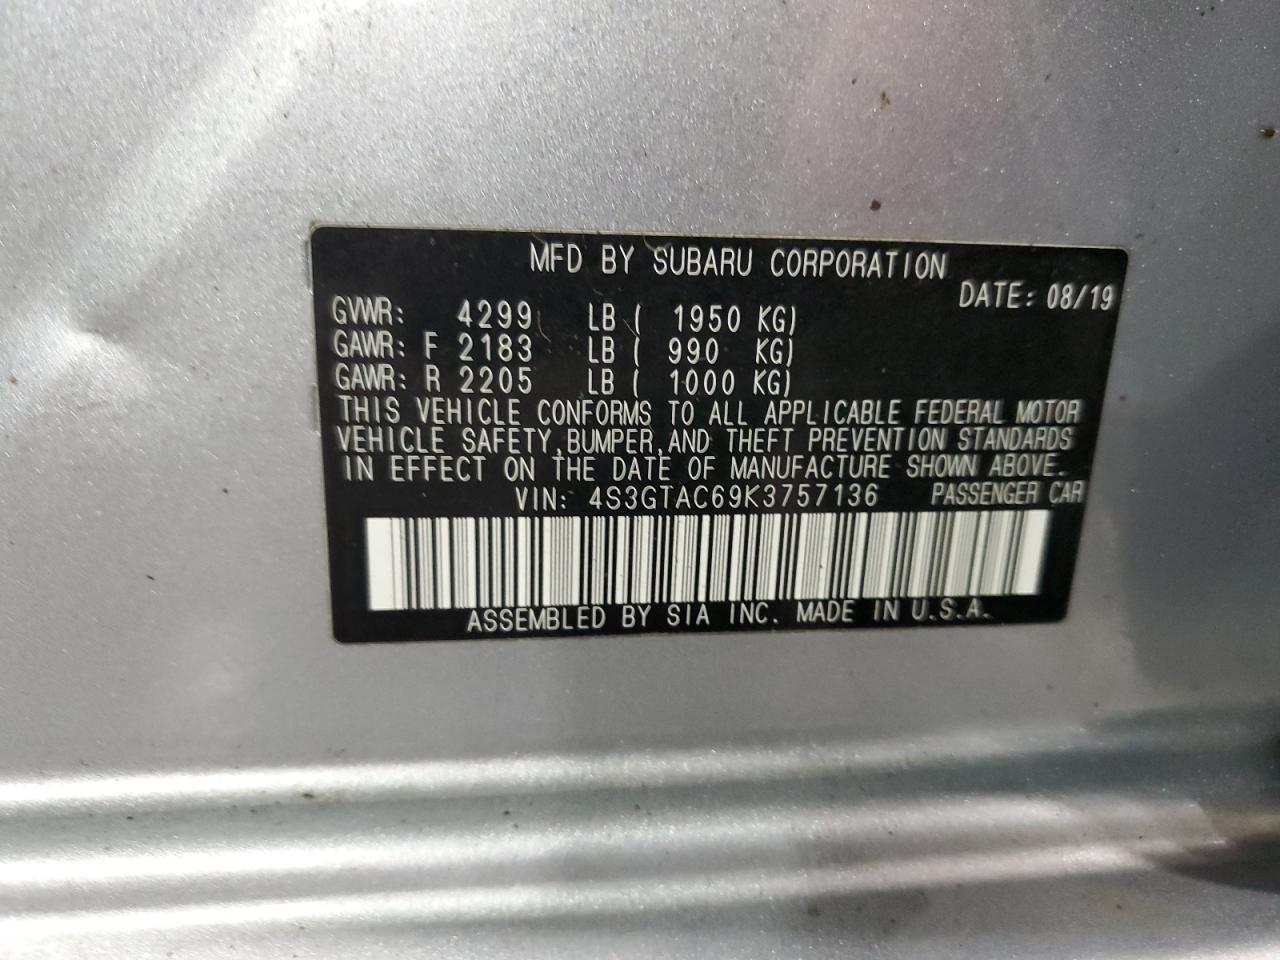 MFD BY SUBARU CORPORATION
DATE: 08/19
GVWR: 4299 LB ( 1950 KG)
GAWR: F 2183 LB ( 990 KG)
GAWR: R 2205 LB ( 1000 KG)
THIS VEHICLE CONFORMS TO ALL APPLICABLE FEDERAL MOTOR
VEHICLE SAFETY, BUMPER, AND THEFT PREVENTION STANDARDS
IN EFFECT ON THE DATE OF MANUFACTURE SHOWN ABOVE.
VIN: 4S3GTAC69K3757136 PASSENGER CAR
ASSEMBLED BY SIA INC. MADE IN U.S.A.